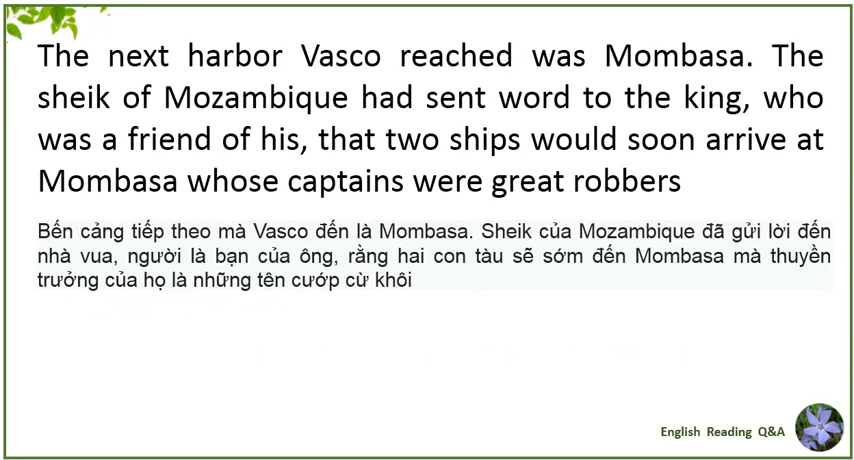 The next harbor Vasco reached was Mombasa. The
sheik of Mozambique had sent word to the king, who
was a friend of his, that two ships would soon arrive at
Mombasa whose captains were great robbers
Bến cảng tiếp theo mà Vasco đến là Mombasa. Sheik của Mozambique đã gửi lời đến
nhà vua, người là bạn của ông, rằng hai con tàu sẽ sớm đến Mombasa mà thuyền
trưởng của họ là những tên cướp cừ khôi
English Reading Q&A